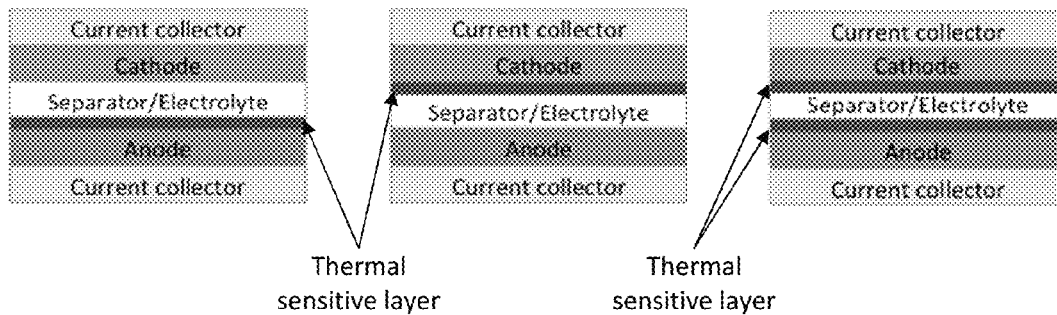 Current collector
Cathode
Separator/Electrolyte
Anode
Current collector
Current collector
Cathode
Separator/Electrolyte
Anode
Current collector
Current collector
Cathode
Separator/Electrolyte
Anode
Current collector
Thermal
sensitive layer
Thermal
sensitive layer